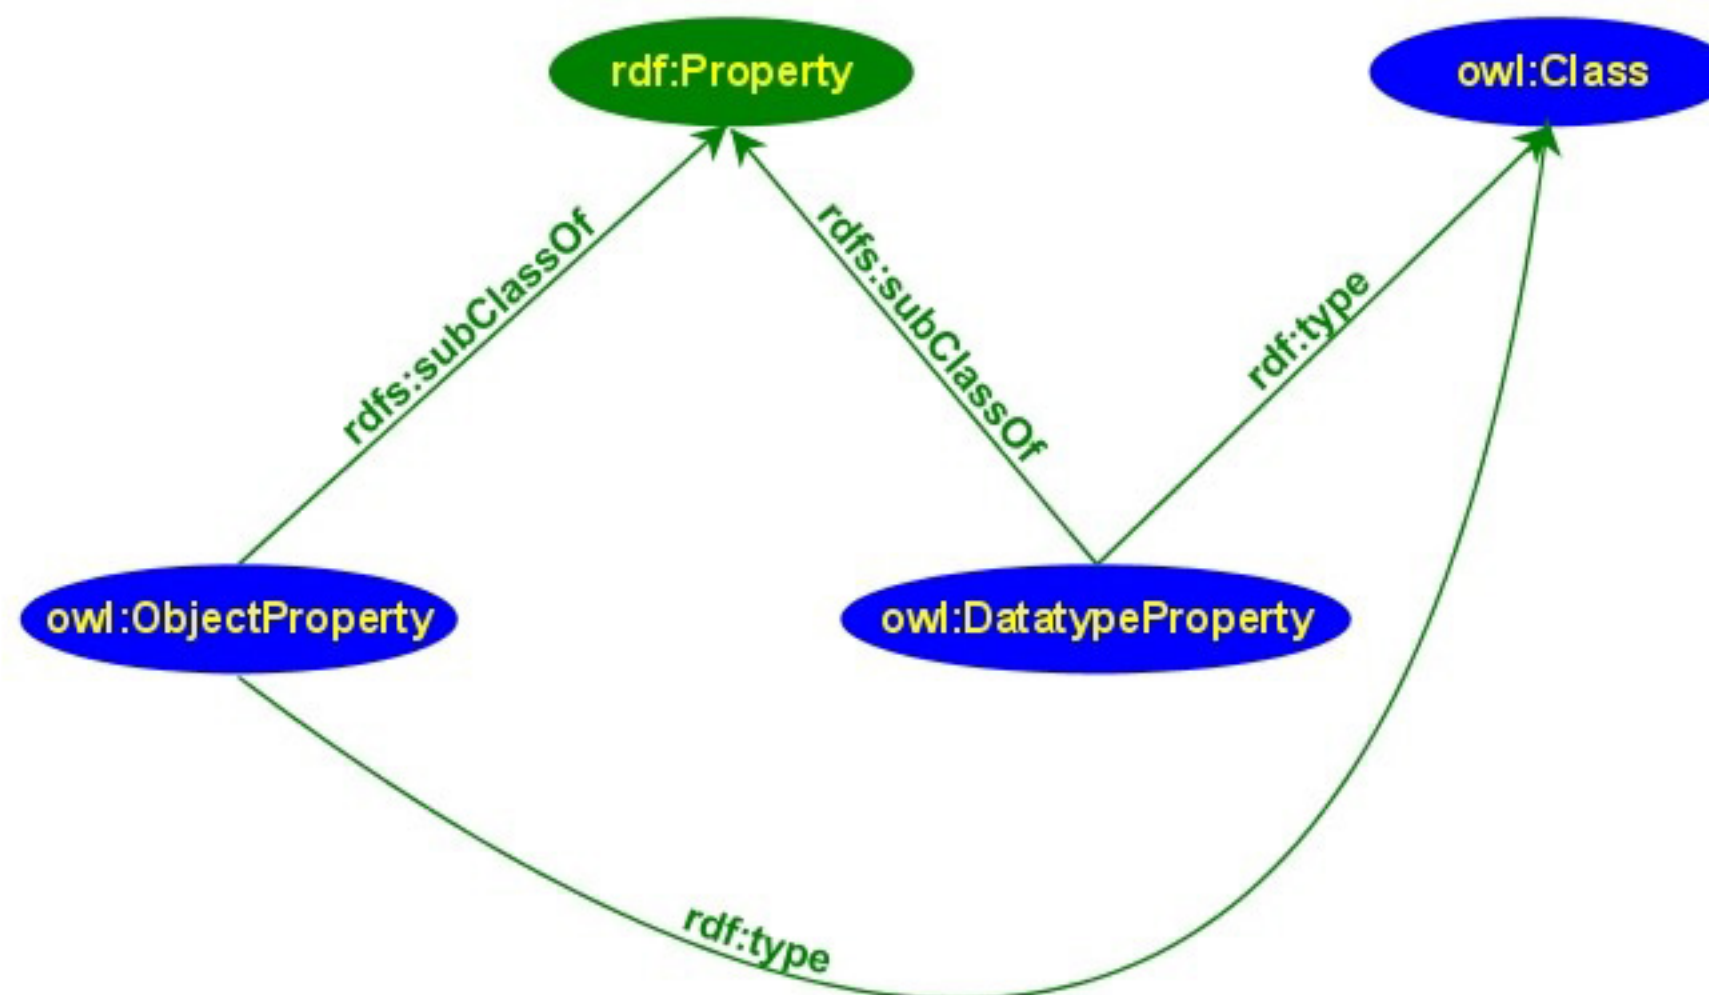 rdf:Property
owl:Class
rdfs:subClassOf
rdfs:subClassOf
rdf:type
owl:ObjectProperty
owl:DatatypeProperty
rdf:type